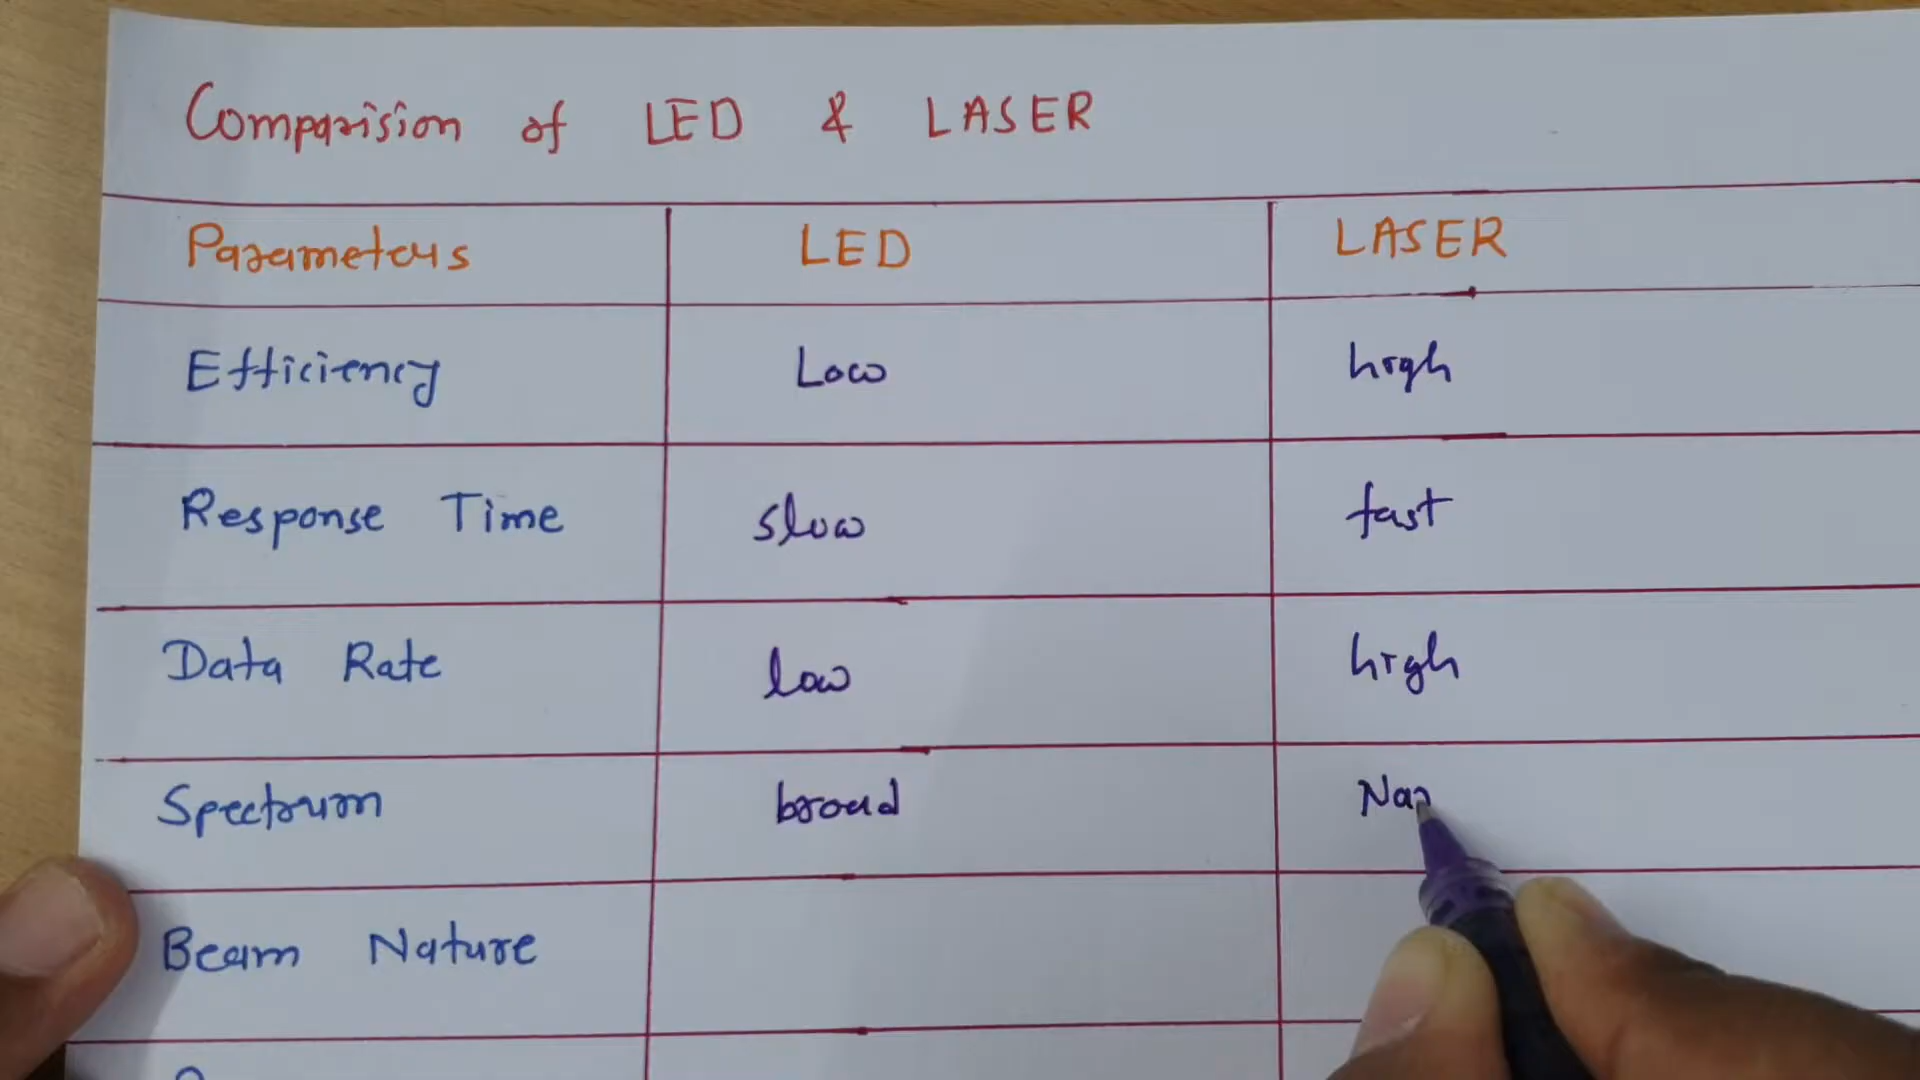 Comparision of LED & LASER
Parameters LED LASER
Efficiency Low high
Response Time slow fast
Data Rate low high
Spectrum broad Nar
Beam Nature